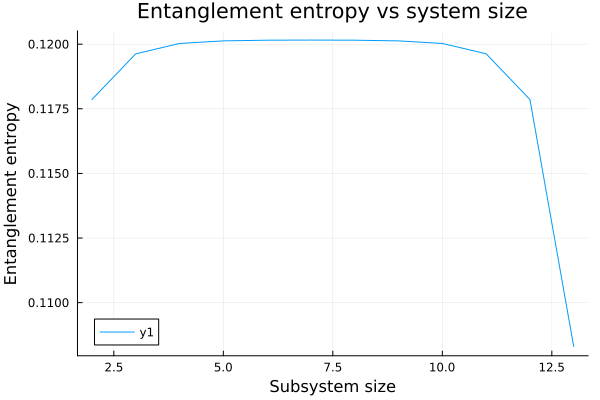 Entanglement entropy vs system size
Entanglement entropy
0.1200
0.1175
0.1150
0.1125
0.1100
y1
2.5
5.0
7.5
10.0
12.5
Subsystem size